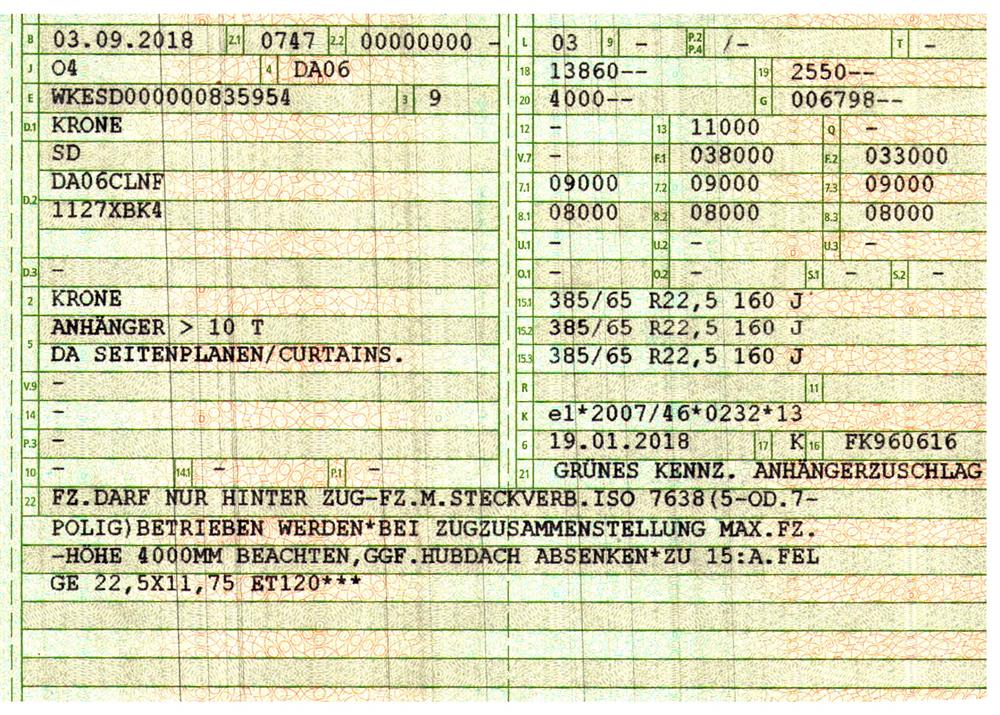 B 03.09.2018 2.1 0747 2.2 00000000 -
J O4 4 DA06
E WKESD000000835954 3 9
D.1 KRONE
SD
D.2 DA06CLNF
1127XBK4
D.3 -
2 KRONE
5 ANHÄNGER > 10 T
DA SEITENPLANEN/CURTAINS.
V.9 -
14 -
P.3 -
10 - 14.1 - P.1 -
L 03 9 - P.2 P.4 /- T -
18 13860-- 19 2550--
20 4000-- G 006798--
12 - 13 11000 Q -
V.7 - F.1 038000 F.2 033000
7.1 09000 7.2 09000 7.3 09000
8.1 08000 8.2 08000 8.3 08000
U.1 - U.2 - U.3 -
O.1 - O.2 - S.1 - S.2 -
15.1 385/65 R22,5 160 J
15.2 385/65 R22,5 160 J
15.3 385/65 R22,5 160 J
R 11
K e1*2007/46*0232*13
6 19.01.2018 17 K 16 FK960616
21 GRÜNES KENNZ. ANHÄNGERZUSCHLAG
22 FZ.DARF NUR HINTER ZUG-FZ.M.STECKVERB.ISO 7638(5-OD.7-
POLIG)BETRIEBEN WERDEN*BEI ZUGZUSAMMENSTELLUNG MAX.FZ.
-HÖHE 4000MM BEACHTEN,GGF.HUBDACH ABSENKEN*ZU 15:A.FEL
GE 22,5X11,75 ET120***